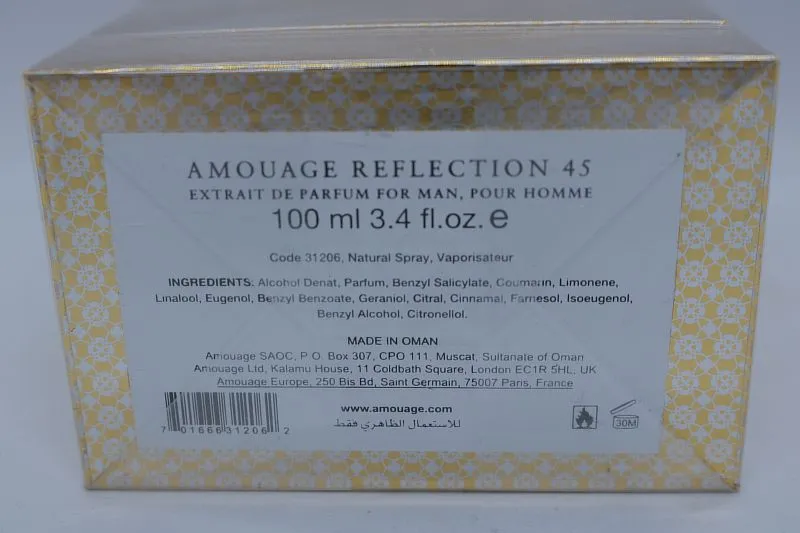 AMOUAGE REFLECTION 45
EXTRAIT DE PARFUM FOR MAN, POUR HOMME
100 ml 3.4 fl.oz. e
Code 31206, Natural Spray, Vaporisateur
INGREDIENTS: Alcohol Denat, Parfum, Benzyl Salicylate, Coumarin, Limonene,
Linalool, Eugenol, Benzyl Benzoate, Geraniol, Citral, Cinnamal, Farnesol, Isoeugenol,
Benzyl Alcohol, Citronellol.
MADE IN OMAN
Amouage SAOC, P.O. Box 307, CPO 111, Muscat, Sultanate of Oman
Amouage Ltd, Kalamu House, 11 Coldbath Square, London EC1R 5HL, UK
Amouage Europe, 250 Bis Bd, Saint Germain, 75007 Paris, France
www.amouage.com
للاستعمال الظاهري فقط
7 01666 31206 2
30M